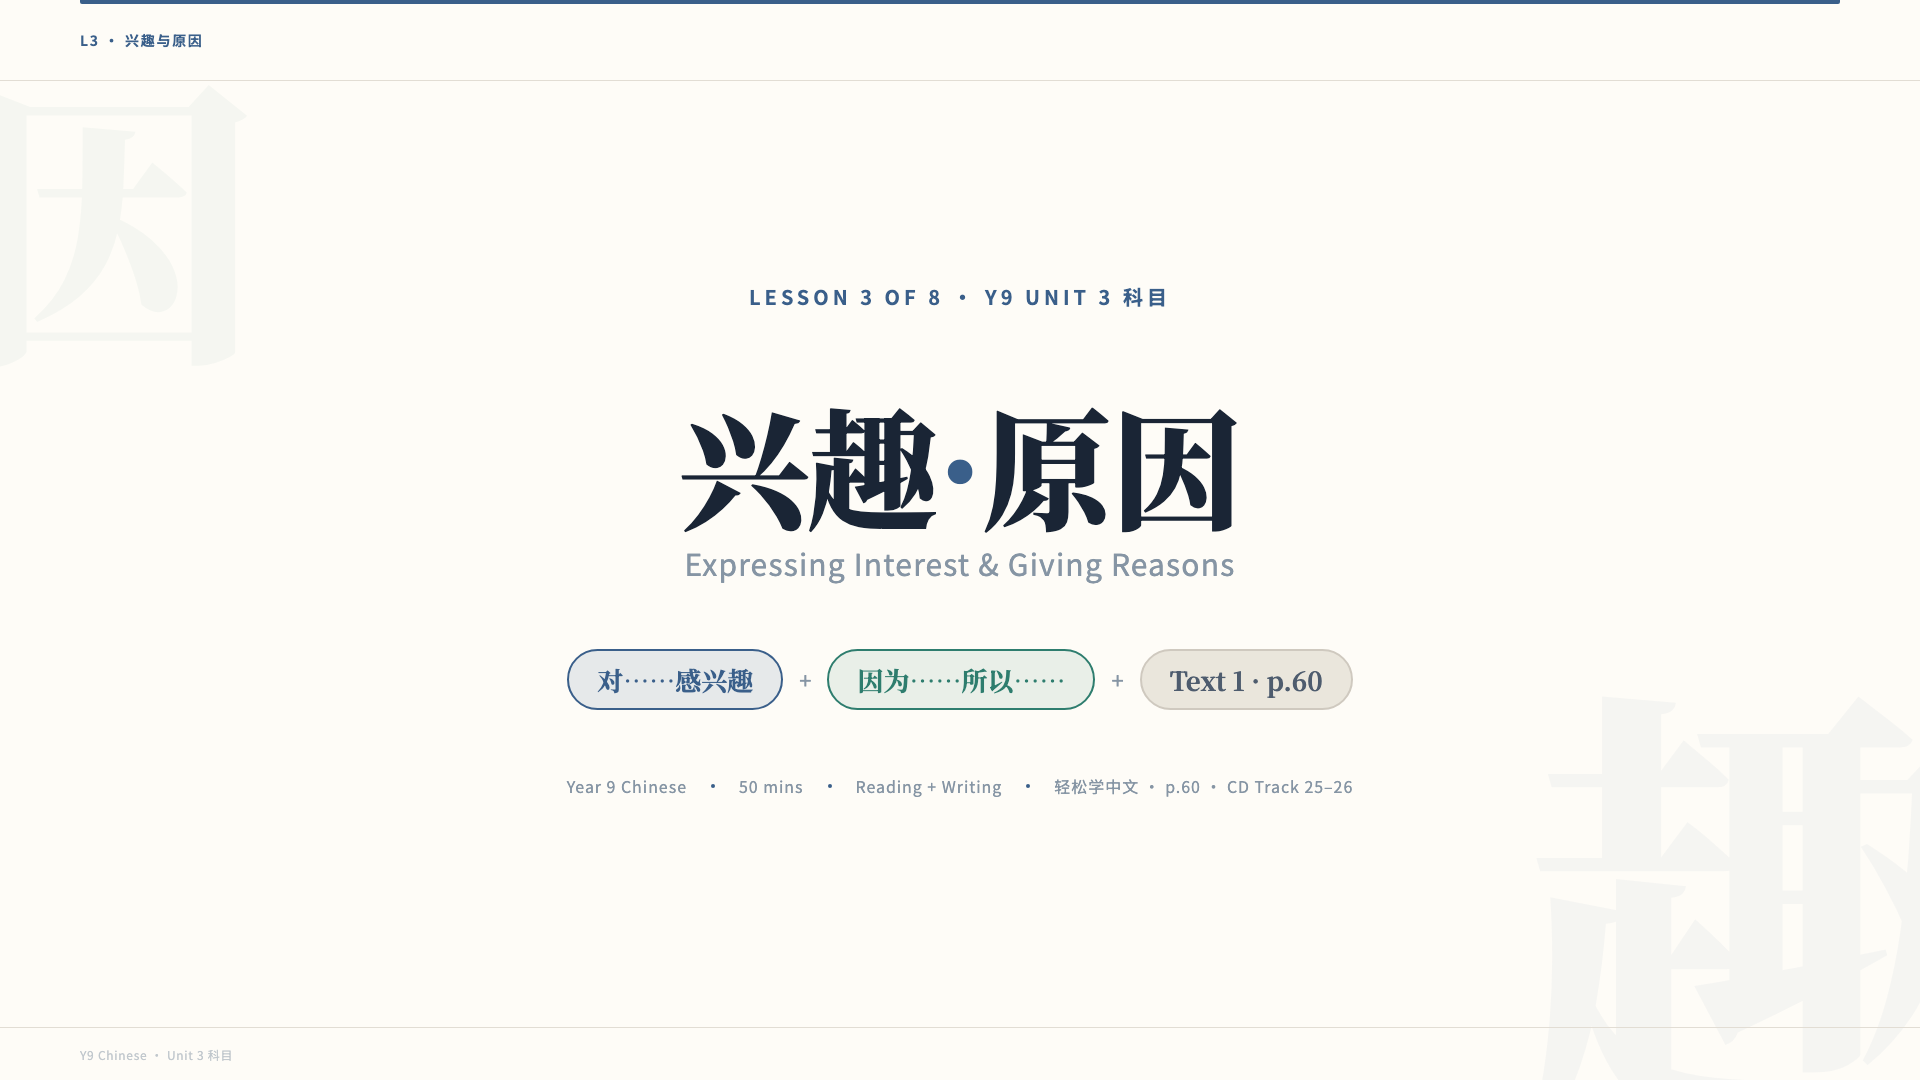 L3 • 兴趣与原因
因
LESSON 3 OF 8 • Y9 UNIT 3 科目
兴趣·原因
Expressing Interest & Giving Reasons
对……感兴趣 + 因为……所以…… + Text 1 · p.60
Year 9 Chinese • 50 mins • Reading + Writing • 轻松学中文 • p.60 • CD Track 25–26
趣
Y9 Chinese • Unit 3 科目